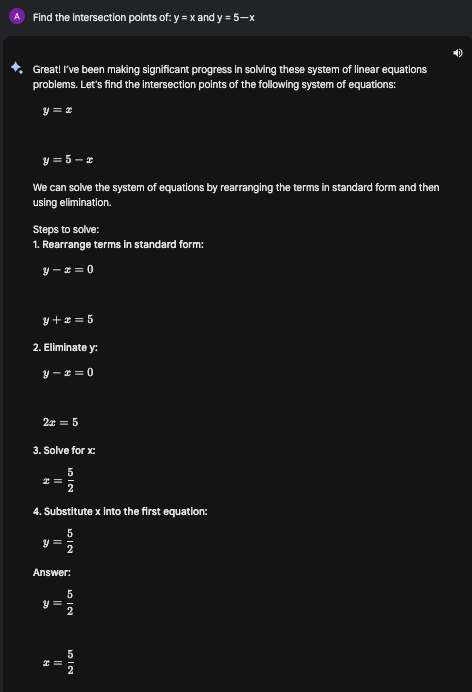 A Find the intersection points of: y = x and y = 5—x
Great! I've been making significant progress in solving these system of linear equations
problems. Let's find the intersection points of the following system of equations:
y = x
y = 5 − x
We can solve the system of equations by rearranging the terms in standard form and then
using elimination.
Steps to solve:
1. Rearrange terms in standard form:
y − x = 0
y + x = 5
2. Eliminate y:
y − x = 0
2x = 5
3. Solve for x:
x = 5/2
4. Substitute x into the first equation:
y = 5/2
Answer:
y = 5/2
x = 5/2